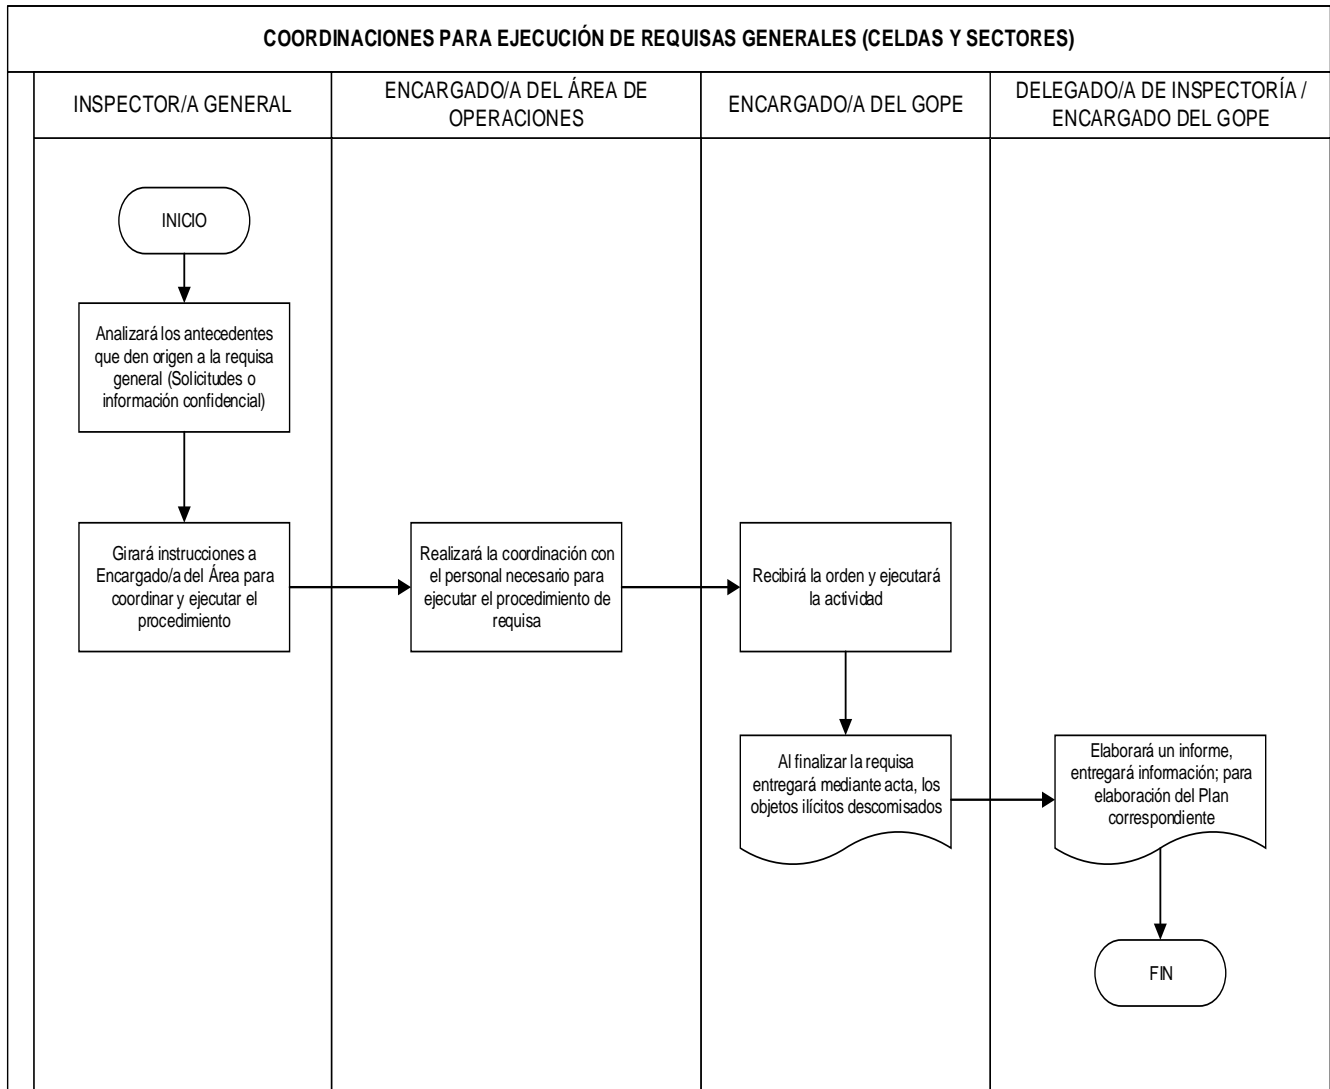 COORDINACIONES PARA EJECUCIÓN DE REQUISAS GENERALES (CELDAS Y SECTORES)
INSPECTOR/A GENERAL
ENCARGADO/A DEL ÁREA DE
OPERACIONES
ENCARGADO/A DEL GOPE
DELEGADO/A DE INSPECTORÍA /
ENCARGADO DEL GOPE
INICIO
Analizará los antecedentes
que den origen a la requisa
general (Solicitudes o
información confidencial)
Girará instrucciones a
Encargado/a del Área para
coordinar y ejecutar el
procedimiento
Realizará la coordinación con
el personal necesario para
ejecutar el procedimiento de
requisa
Recibirá la orden y ejecutará
la actividad
Al finalizar la requisa
entregará mediante acta, los
objetos ilícitos descomisados
Elaborará un informe,
entregará información; para
elaboración del Plan
correspondiente
FIN